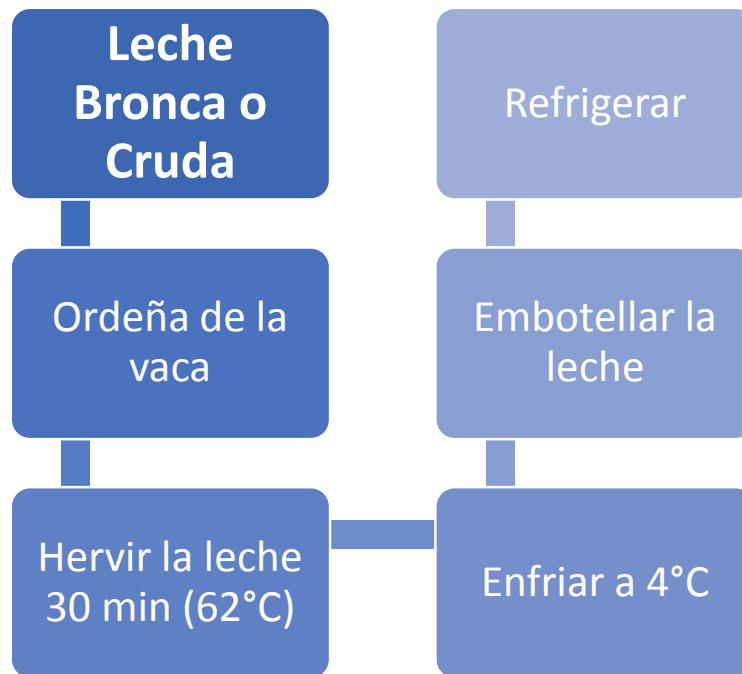 Leche
Bronca o
Cruda
Ordeña de la
vaca
Hervir la leche
30 min (62°C)
Enfriar a 4°C
Embotellar la
leche
Refrigerar